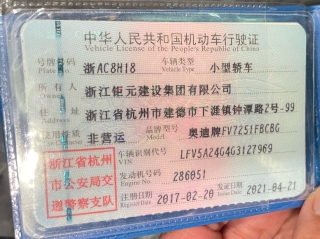 中华人民共和国机动车行驶证
Vehicle License of the People's Republic of China
号牌号码 浙AC8H18 车辆类型 小型轿车
Plate No. Vehicle Type
所有人 浙江钜元建设集团有限公司
住址 浙江省杭州市建德市下涯镇钟潭路2号-99
使用性质 非营运 品牌型号 奥迪牌FV7251FBCBG
Model
浙江省杭州
市公安局交
通警察支队
车辆识别代号 LFV5A24G4G3127969
VIN
发动机号码 286051
Engine No.
注册日期 2017-02-20 发证日期 2021-04-21
Register Date Issue Date